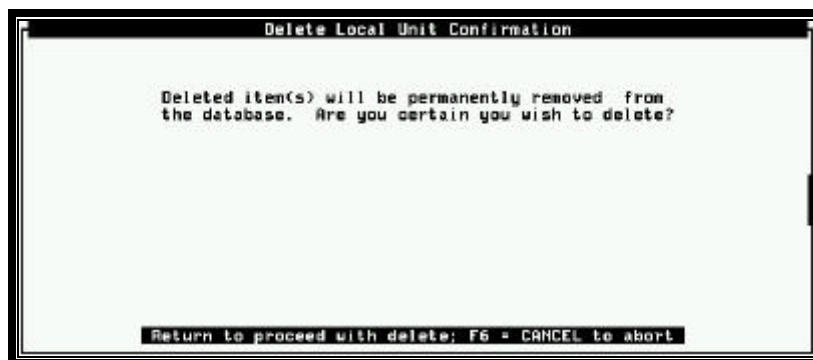 Delete Local Unit Confirmation
Deleted item(s) will be permanently removed  from
the database.  Are you certain you wish to delete?
Return to proceed with delete; F6 = CANCEL to abort